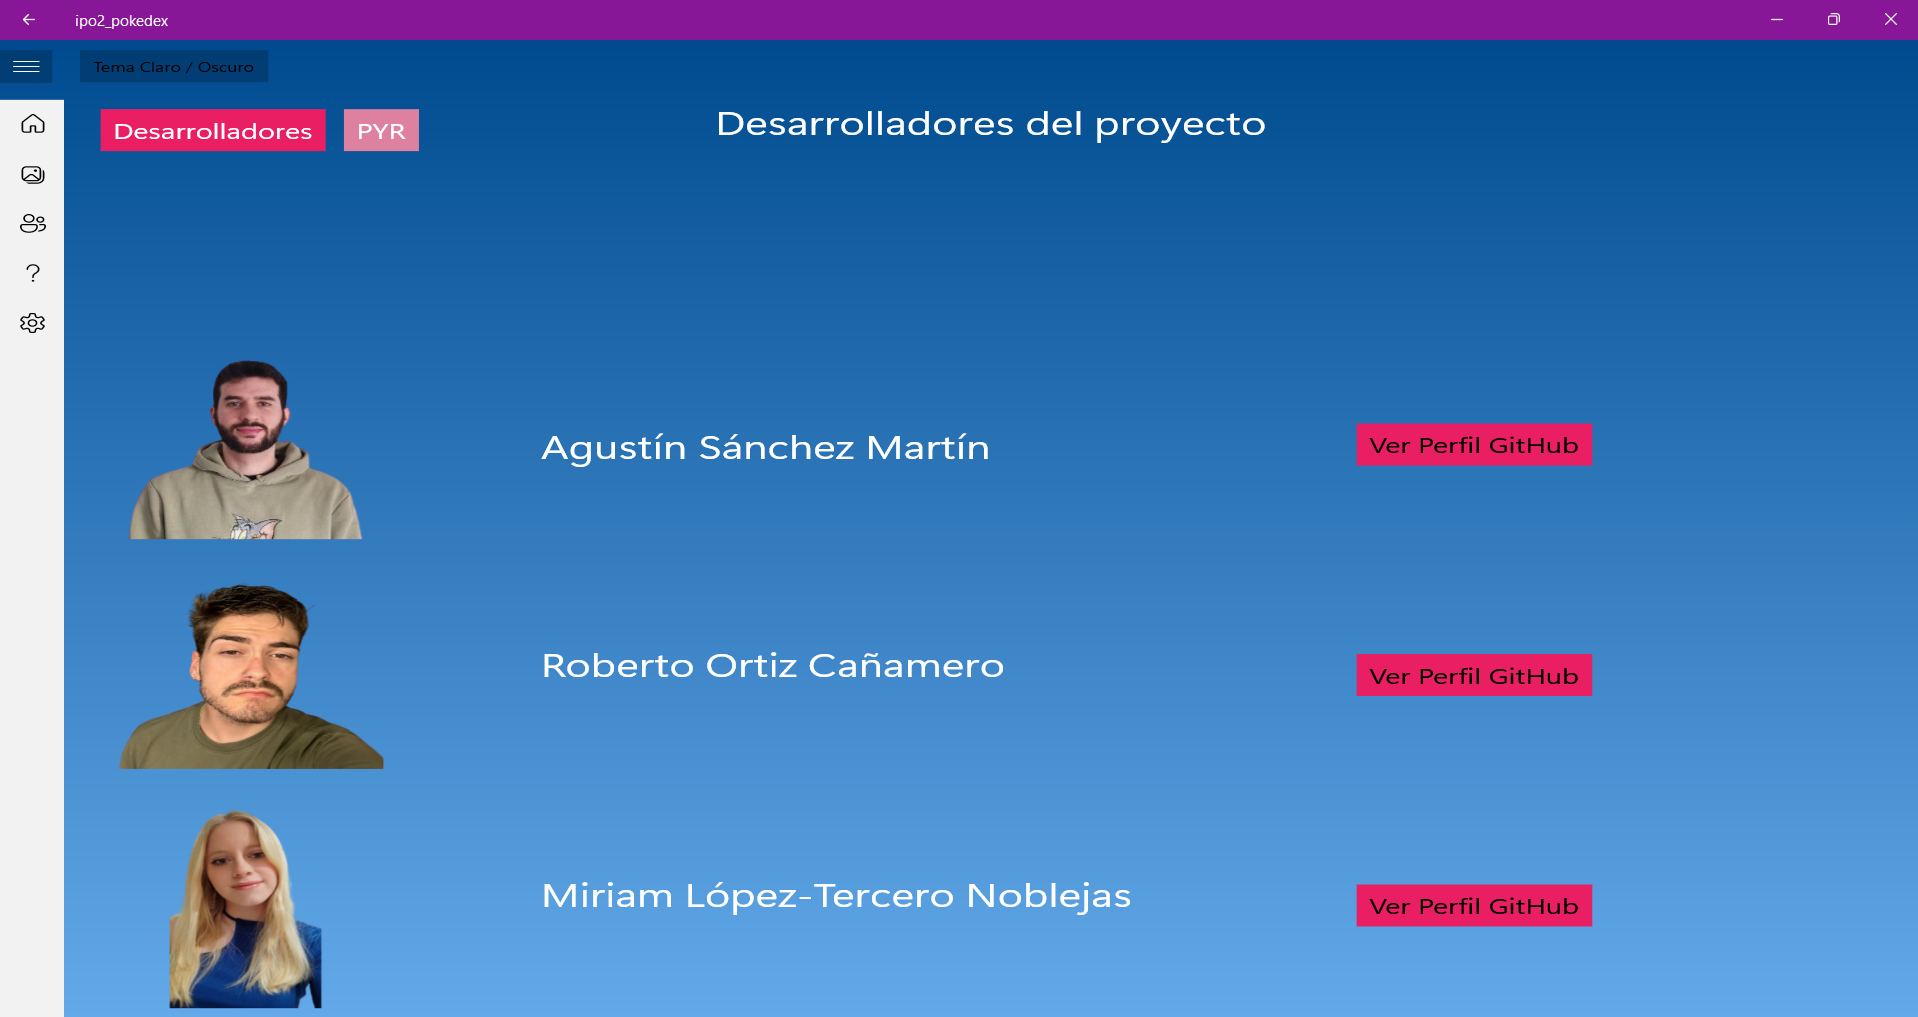 ipo2_pokedex
Tema Claro / Oscuro
Desarrolladores
PYR
Desarrolladores del proyecto
Agustín Sánchez Martín
Ver Perfil GitHub
Roberto Ortiz Cañamero
Ver Perfil GitHub
Miriam López-Tercero Noblejas
Ver Perfil GitHub